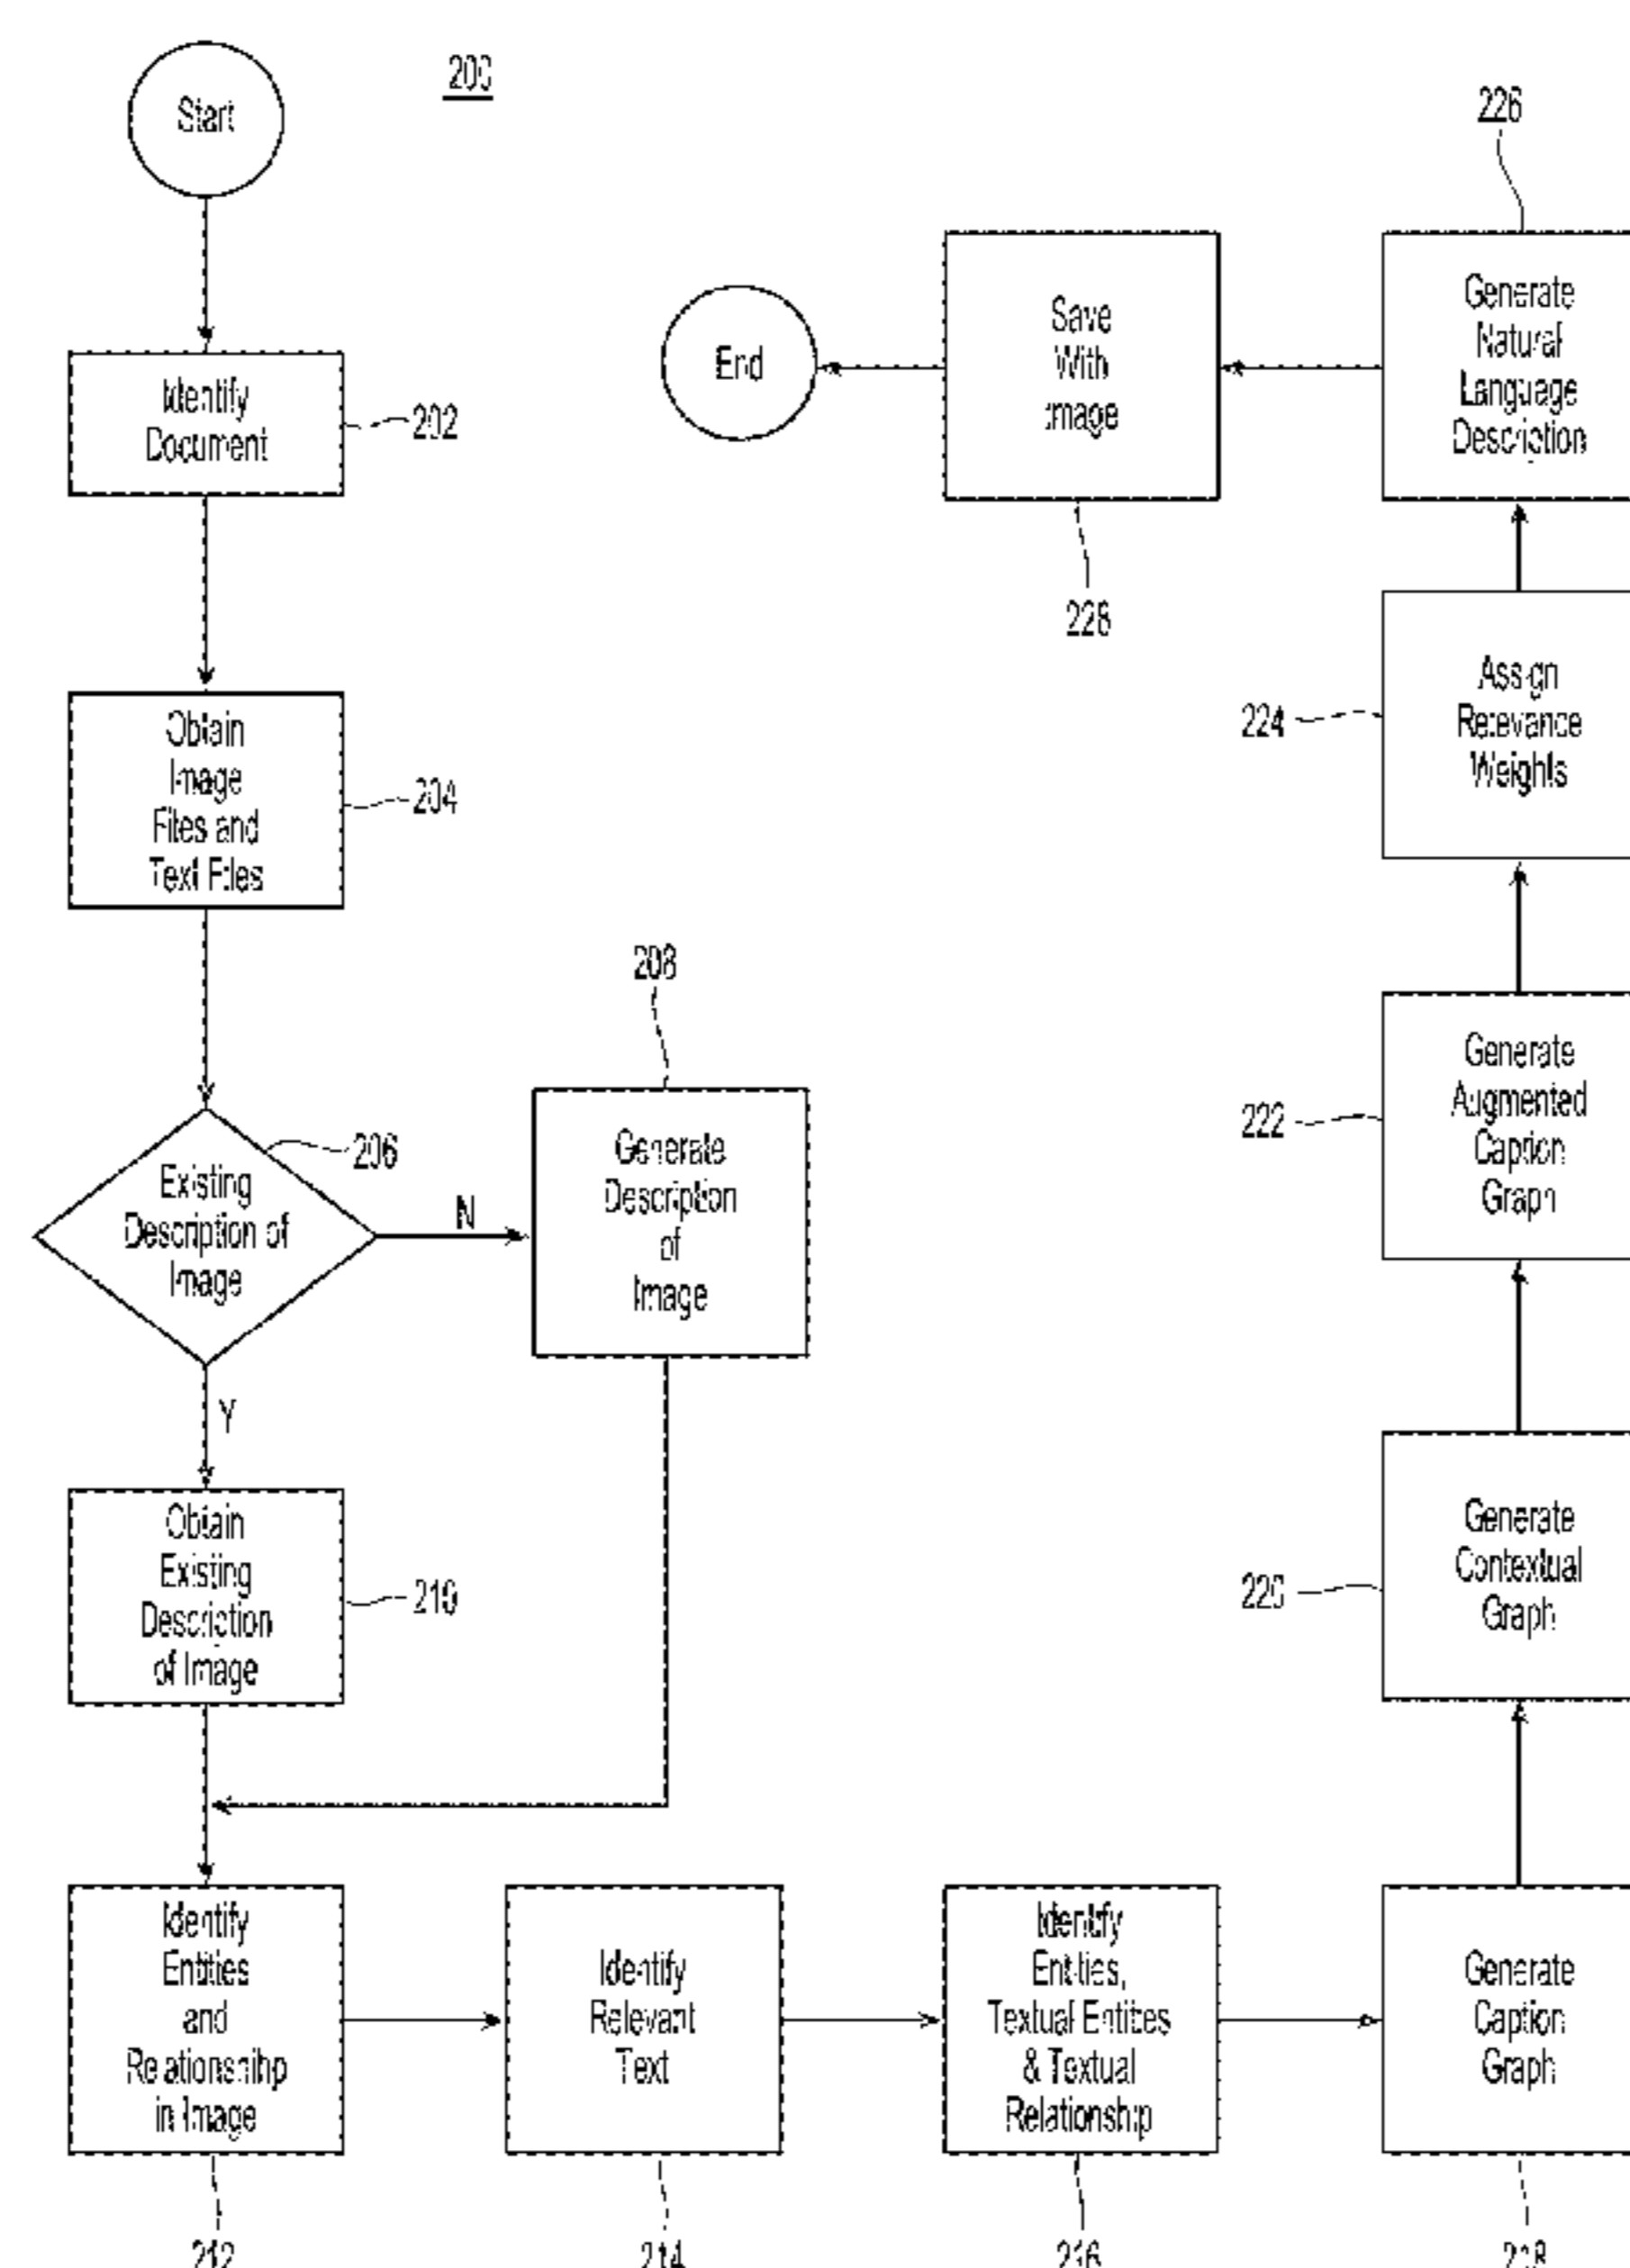 200
Start
Identify
Document
202
Obtain
Image
Files and
Text Files
204
Existing
Description of
Image
206
N
Y
208
Generate
Description
of
Image
Obtain
Existing
Description
of Image
210
Identify
Entities
and
Relationsihp
in Image
212
Identify
Relevant
Text
214
Identify
Entities,
Textual Entites
& Textual
Relationship
216
Generate
Caption
Graph
218
Generate
Contextual
Graph
220
Generate
Augmented
Caption
Graph
222
Assign
Relevance
Weights
224
226
Generate
Natural
Language
Description
Save
With
Image
228
End